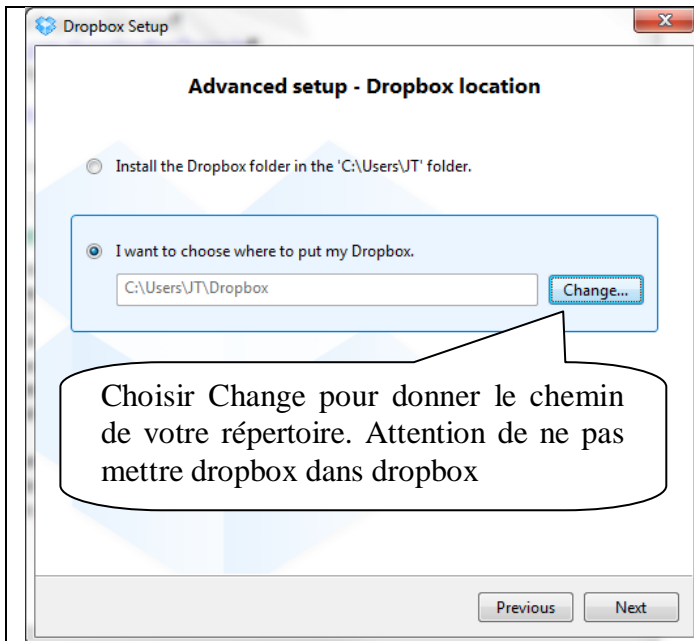 Dropbox Setup
Advanced setup - Dropbox location
Install the Dropbox folder in the 'C:\Users\JT' folder.
I want to choose where to put my Dropbox.
C:\Users\JT\Dropbox
Change...
Choisir Change pour donner le chemin
de votre répertoire. Attention de ne pas
mettre dropbox dans dropbox
Previous
Next